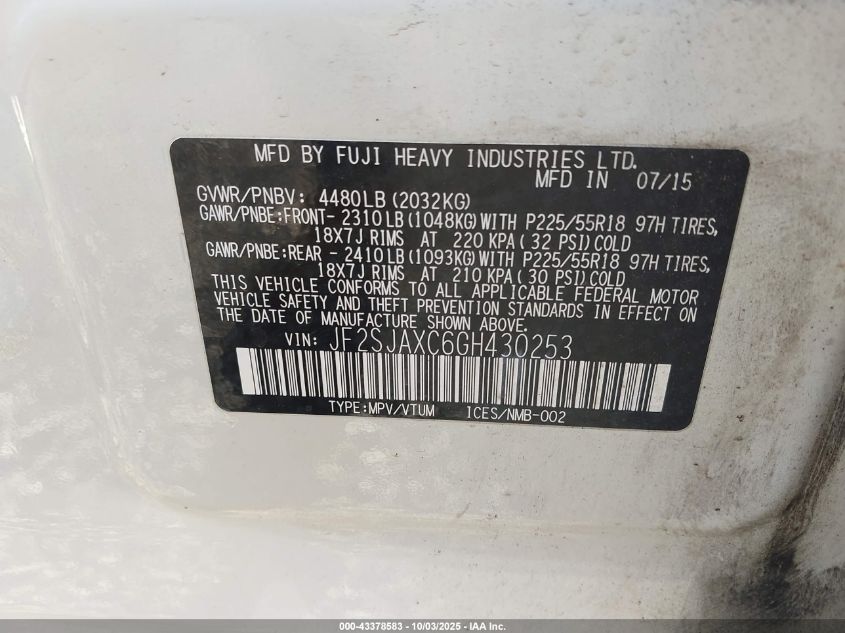 MFD BY FUJI HEAVY INDUSTRIES LTD.
MFD IN 07/15
GVWR/PNBV: 4480LB(2032KG)
GAWR/PNBE:FRONT- 2310LB(1048KG)WITH P225/55R18 97H TIRES,
18X7J RIMS AT 220 KPA( 32 PSI)COLD
GAWR/PNBE:REAR - 2410LB(1093KG)WITH P225/55R18 97H TIRES,
18X7J RIMS AT 210 KPA( 30 PSI)COLD
THIS VEHICLE CONFORMS TO ALL APPLICABLE FEDERAL MOTOR
VEHICLE SAFETY AND THEFT PREVENTION STANDARDS IN EFFECT ON
THE DATE OF MANUFACTURE SHOWN ABOVE.
VIN: JF2SJAXC6GH430253
TYPE:MPV/VTUM ICES/NMB-002
000-43378583 - 10/03/2025 - IAA Inc.